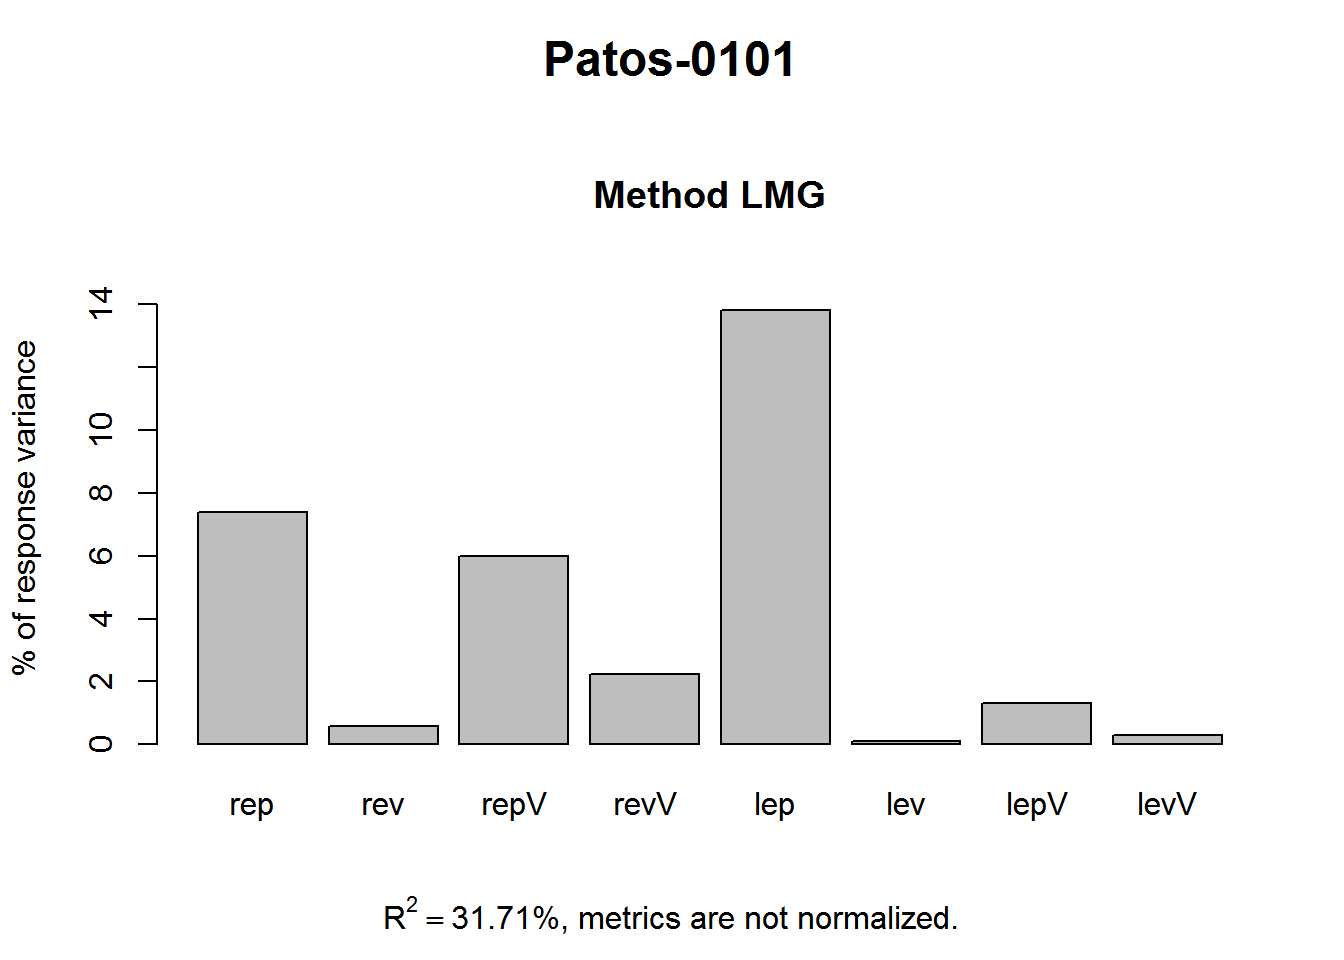 Patos-0101
Method LMG
% of response variance
14
10
8
6
4
2
0
rep rev repV revV lep lev lepV levV
R² = 31.71%, metrics are not normalized.